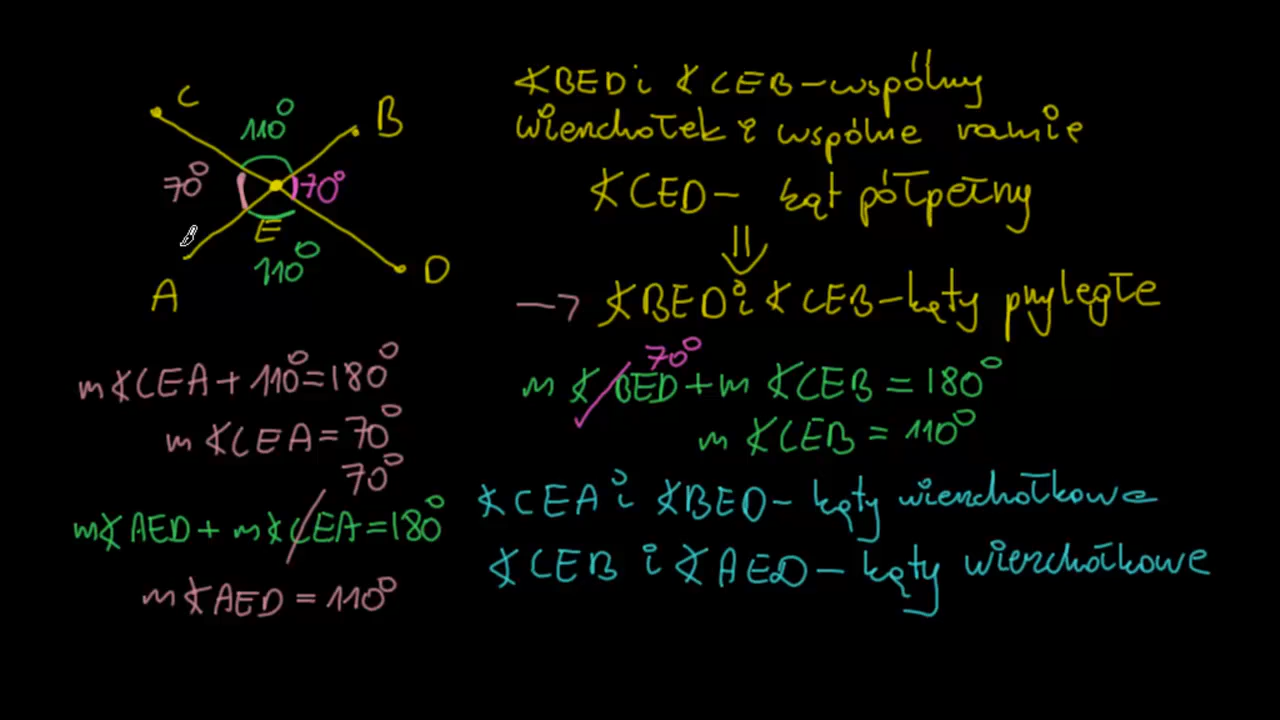 C
B
110°
70°
70°
E
110°
A
D
∢BED i ∢CEB - wspólny
wierzchołek i wspólne ramię
∢CED - kąt półpełny
⇓
→ ∢BED i ∢CEB - kąty przyległe
70°
m∢BED + m∢CEB = 180°
m∢CEB = 110°
∢CEA i ∢BED - kąty wierzchołkowe
∢CEB i ∢AED - kąty wierzchołkowe
m∢CEA + 110° = 180°
m∢CEA = 70°
70°
m∢AED + m∢CEA = 180°
m∢AED = 110°